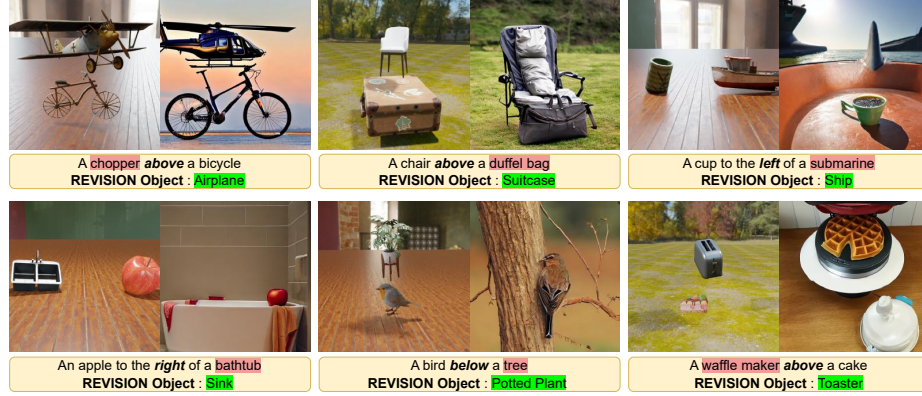 A chopper above a bicycle
REVISION Object : Airplane
A chair above a duffel bag
REVISION Object : Suitcase
A cup to the left of a submarine
REVISION Object : Ship
An apple to the right of a bathtub
REVISION Object : Sink
A bird below a tree
REVISION Object : Potted Plant
A waffle maker above a cake
REVISION Object : Toaster